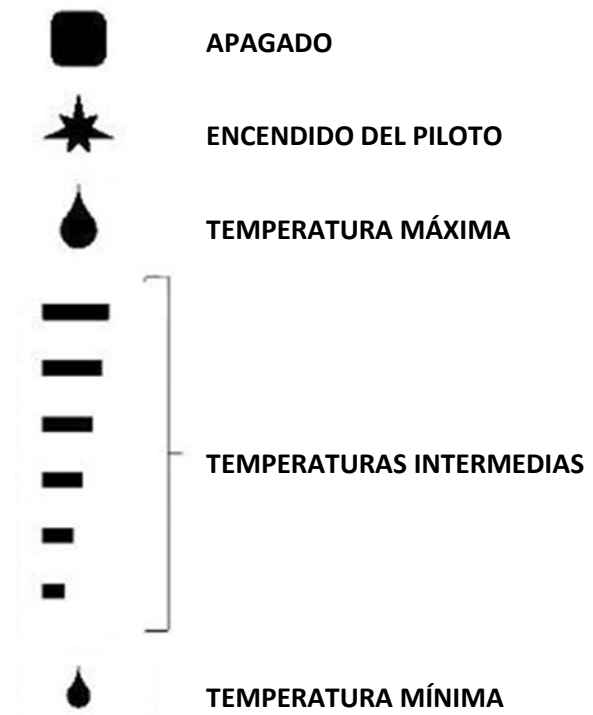 APAGADO
ENCENDIDO DEL PILOTO
TEMPERATURA MÁXIMA
TEMPERATURAS INTERMEDIAS
TEMPERATURA MÍNIMA